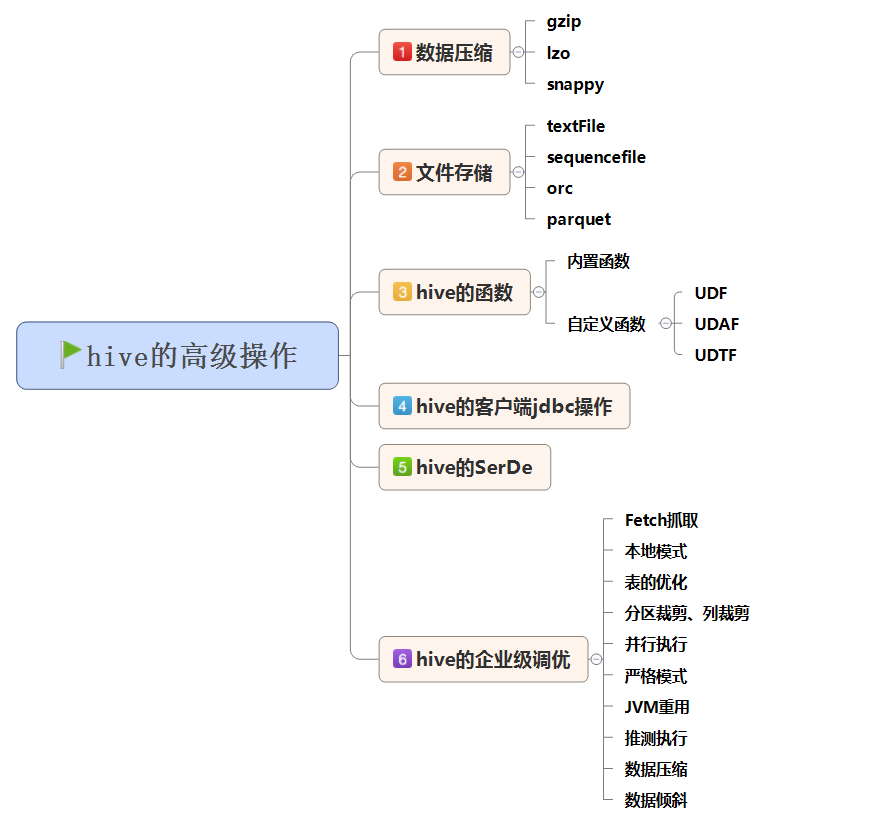 hive的高级操作
1 数据压缩
gzip
lzo
snappy
2 文件存储
textFile
sequencefile
orc
parquet
3 hive的函数
内置函数
自定义函数
UDF
UDAF
UDTF
4 hive的客户端jdbc操作
5 hive的SerDe
6 hive的企业级调优
Fetch抓取
本地模式
表的优化
分区裁剪、列裁剪
并行执行
严格模式
JVM重用
推测执行
数据压缩
数据倾斜